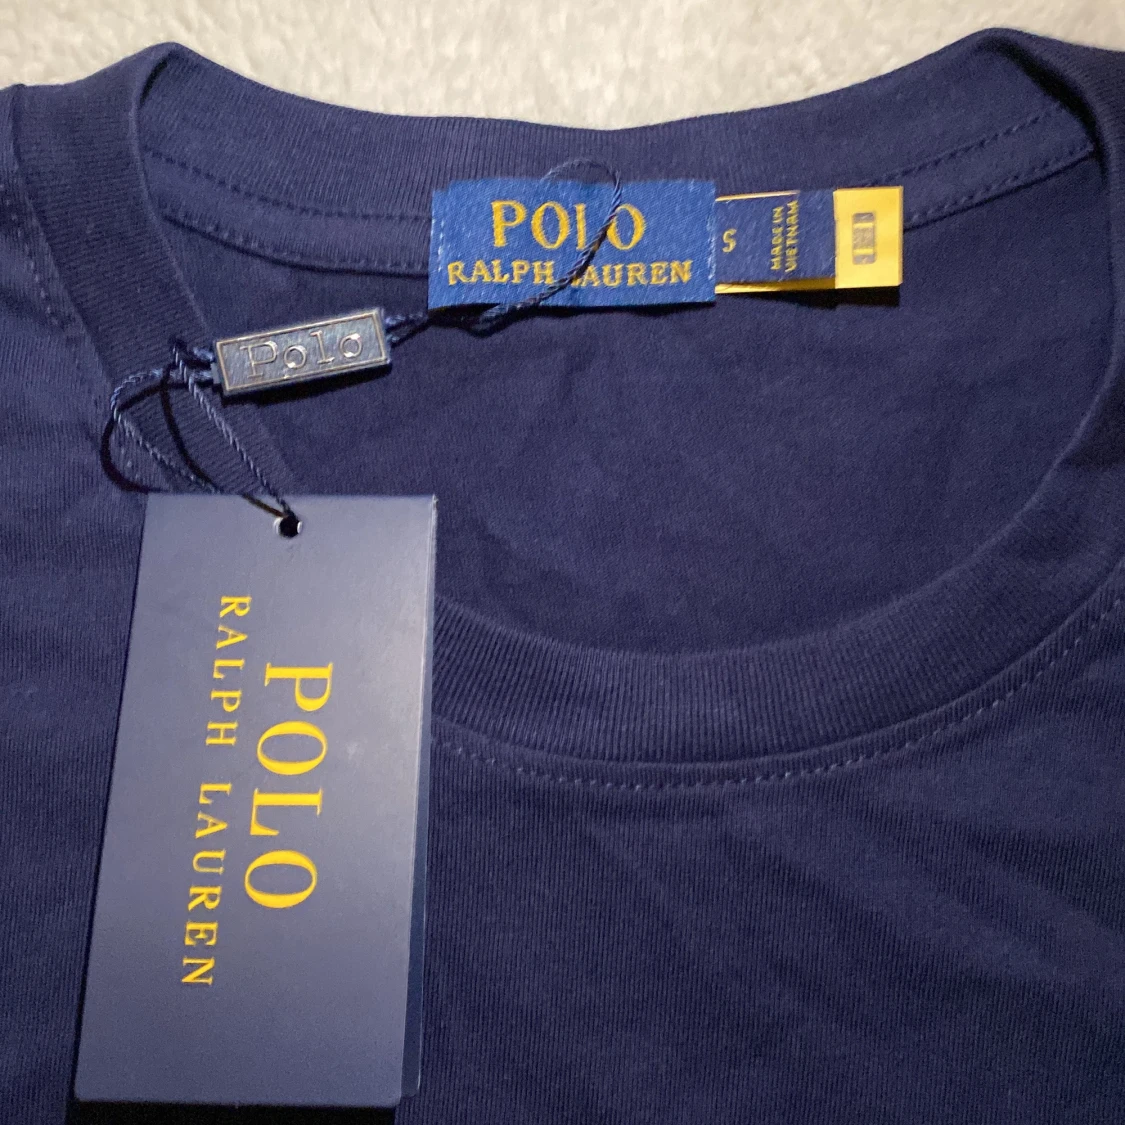 POLO
RALPH LAUREN
S
MADE IN
VIETNAM
Polo
POLO
RALPH LAUREN